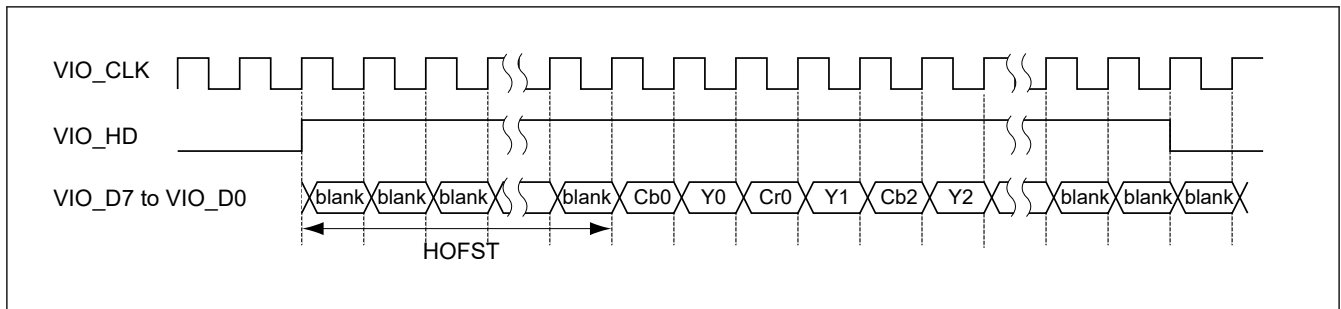 VIO_CLK
VIO_HD
VIO_D7 to VIO_D0 blank blank blank blank Cb0 Y0 Cr0 Y1 Cb2 Y2 blank blank blank
HOFST